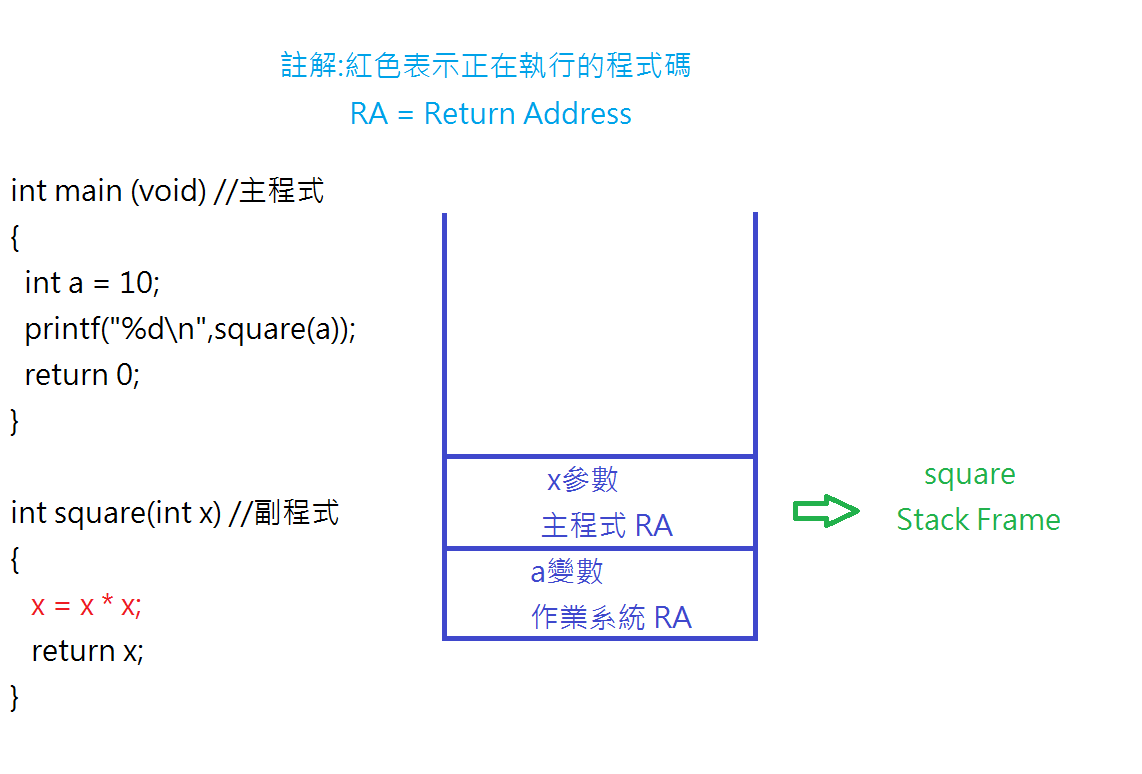 註解:紅色表示正在執行的程式碼
RA = Return Address
int main (void) //主程式
{
int a = 10;
printf("%d\n",square(a));
return 0;
}
int square(int x) //副程式
{
x = x * x;
return x;
}
x參數
主程式 RA
a變數
作業系統 RA
square
Stack Frame